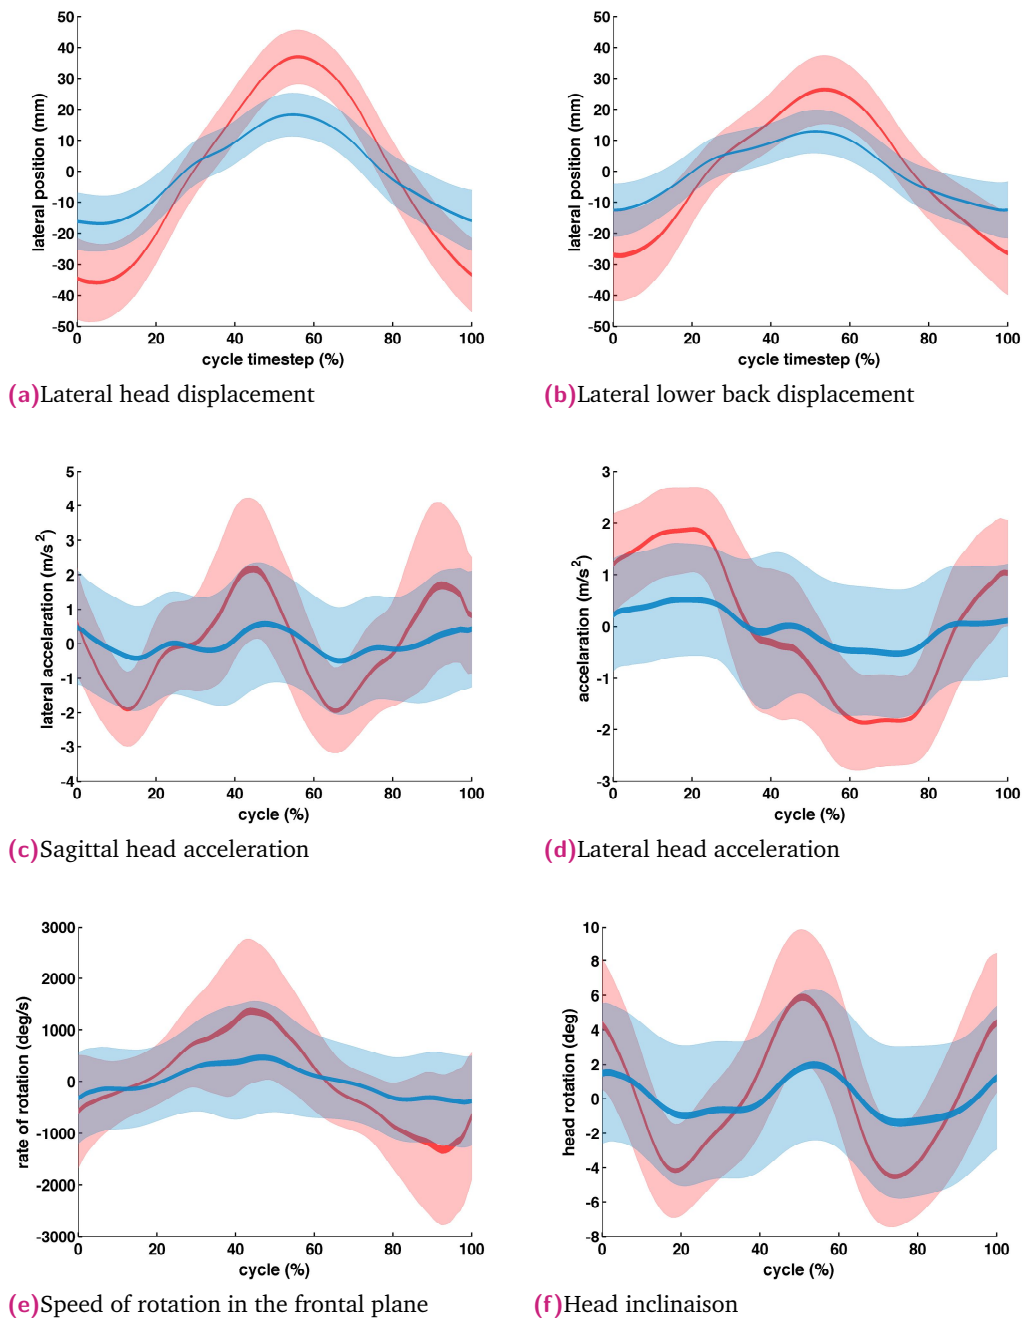 50
40
30
20
10
0
-10
-20
-30
-40
-50
lateral position (mm)
0 20 40 60 80 100
cycle timestep (%)
(a)Lateral head displacement
50
40
30
20
10
0
-10
-20
-30
-40
-50
lateral position (mm)
0 20 40 60 80 100
cycle timestep (%)
(b)Lateral lower back displacement
5
4
3
2
1
0
-1
-2
-3
-4
lateral accelaration (m/s²)
0 20 40 60 80 100
cycle (%)
(c)Sagittal head acceleration
3
2
1
0
-1
-2
-3
accelaration (m/s²)
0 20 40 60 80 100
cycle (%)
(d)Lateral head acceleration
3000
2000
1000
0
-1000
-2000
-3000
rate of rotation (deg/s)
0 20 40 60 80 100
cycle (%)
(e)Speed of rotation in the frontal plane
10
8
6
4
2
0
-2
-4
-6
-8
head rotation (deg)
0 20 40 60 80 100
cycle (%)
(f)Head inclinaison